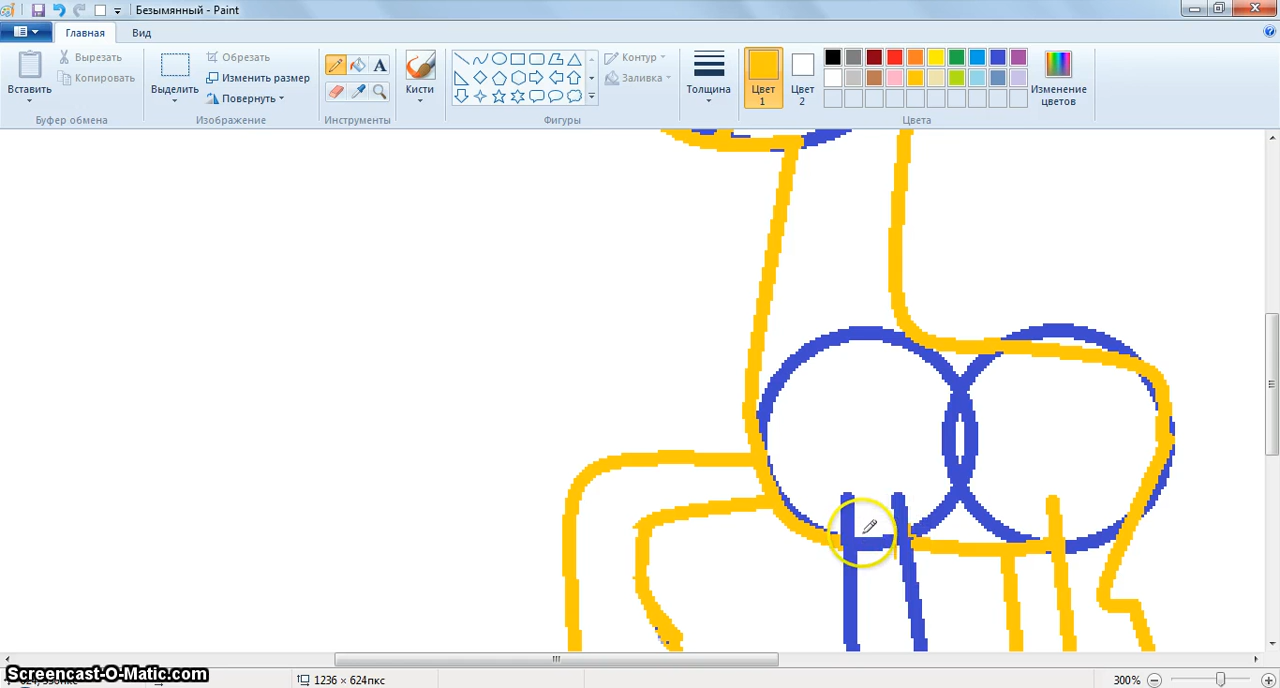 Безымянный - Paint
Главная
Вид
Вставить
Вырезать
Копировать
Буфер обмена
Выделить
Обрезать
Изменить размер
Повернуть
Изображение
A
Инструменты
Кисти
Контур
Заливка
Фигуры
Толщина
Цвет 1
Цвет 2
Изменение цветов
Цвета
Screencast-O-Matic.com
1236 × 624пкс
300%